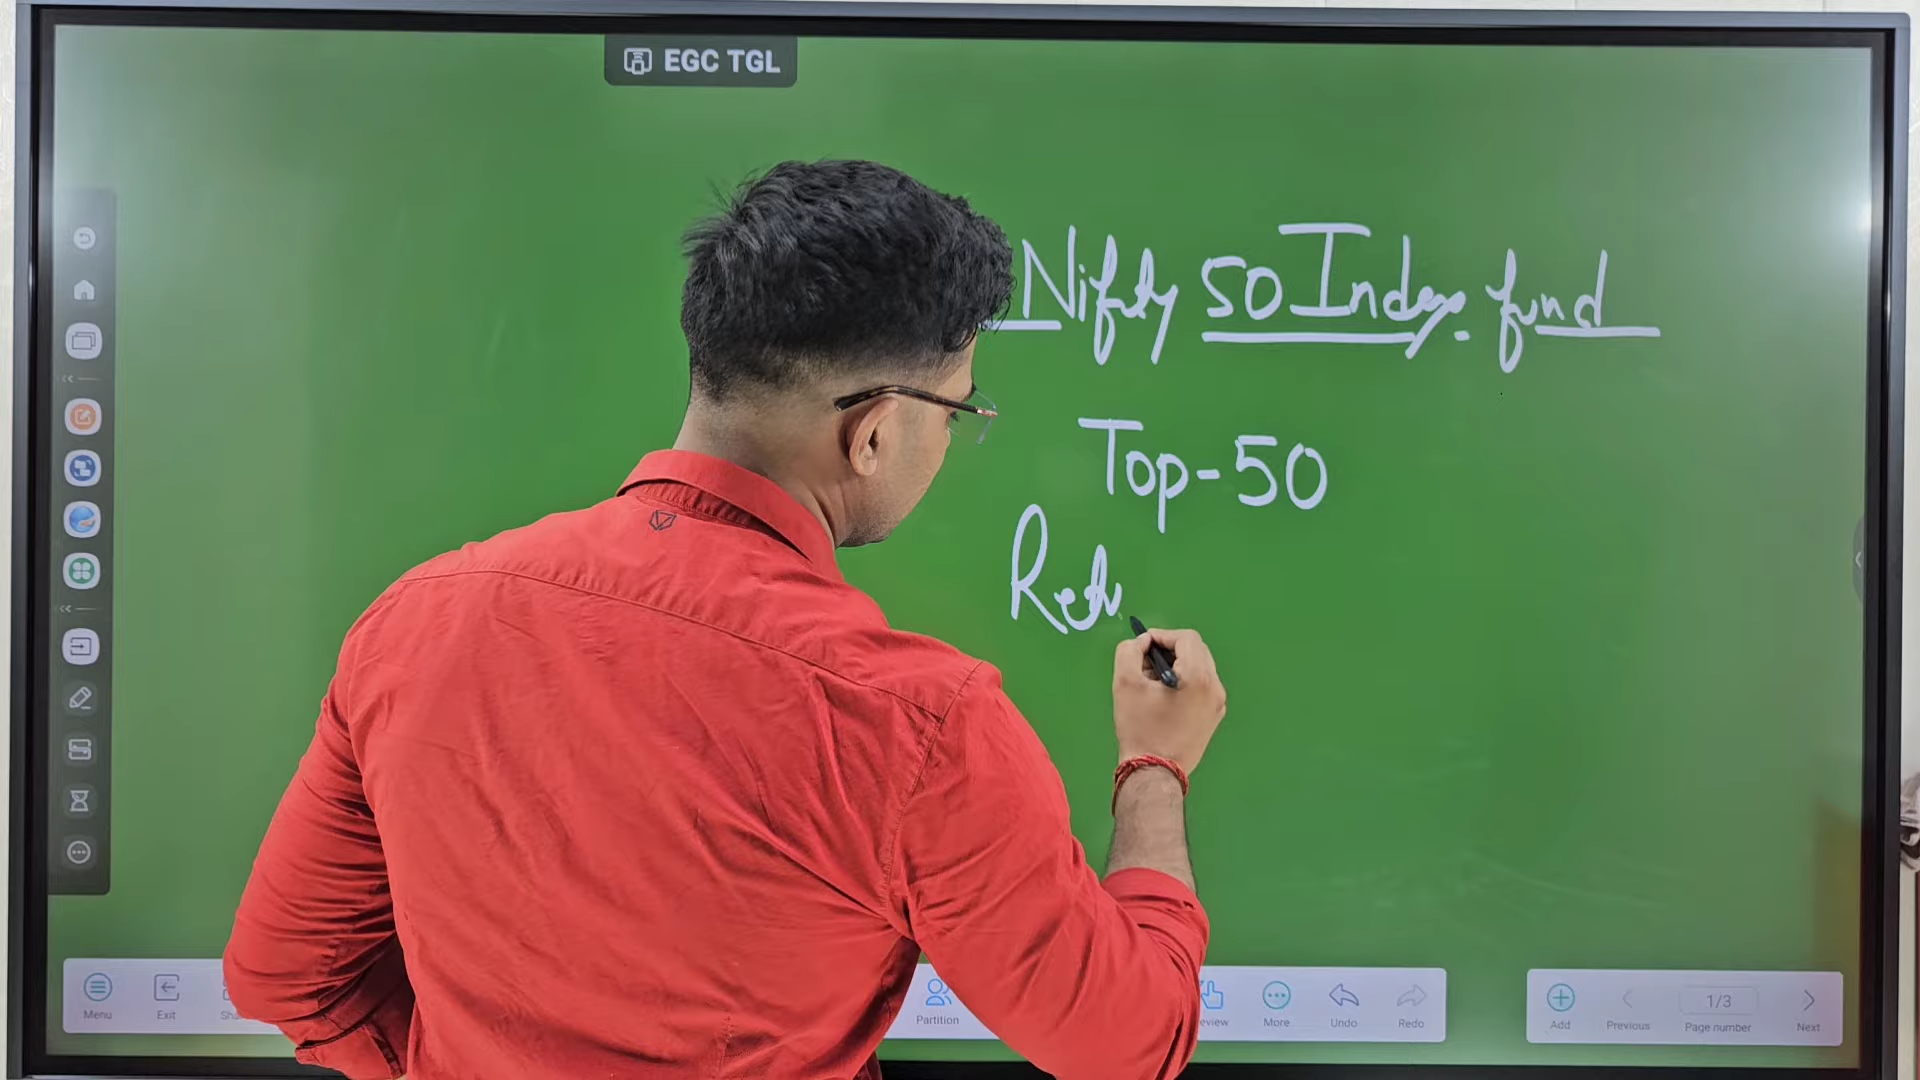 EGC TGL
Nifty 50 Index fund
Top-50
Retu
Menu
Exit
Partition
More
Undo
Redo
Add
Previous
1/3
Page number
Next